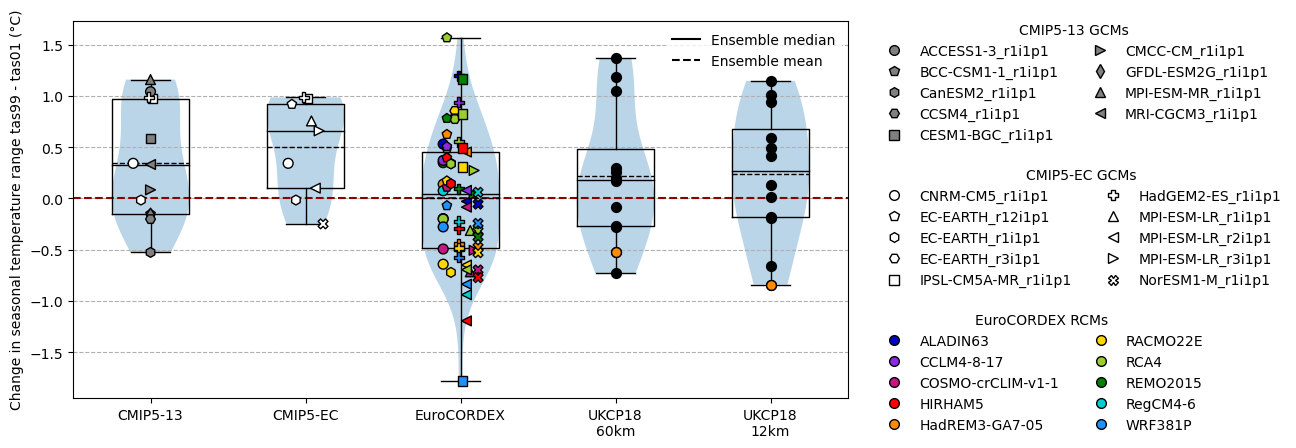 Change in seasonal temperature range tas99 - tas01 (°C)
1.5
1.0
0.5
0.0
−0.5
−1.0
−1.5
Ensemble median
Ensemble mean
CMIP5-13
CMIP5-EC
EuroCORDEX
UKCP18
60km
UKCP18
12km
CMIP5-13 GCMs
ACCESS1-3_r1i1p1
BCC-CSM1-1_r1i1p1
CanESM2_r1i1p1
CCSM4_r1i1p1
CESM1-BGC_r1i1p1
CMCC-CM_r1i1p1
GFDL-ESM2G_r1i1p1
MPI-ESM-MR_r1i1p1
MRI-CGCM3_r1i1p1
CMIP5-EC GCMs
CNRM-CM5_r1i1p1
EC-EARTH_r12i1p1
EC-EARTH_r1i1p1
EC-EARTH_r3i1p1
IPSL-CM5A-MR_r1i1p1
HadGEM2-ES_r1i1p1
MPI-ESM-LR_r1i1p1
MPI-ESM-LR_r2i1p1
MPI-ESM-LR_r3i1p1
NorESM1-M_r1i1p1
EuroCORDEX RCMs
ALADIN63
CCLM4-8-17
COSMO-crCLIM-v1-1
HIRHAM5
HadREM3-GA7-05
RACMO22E
RCA4
REMO2015
RegCM4-6
WRF381P